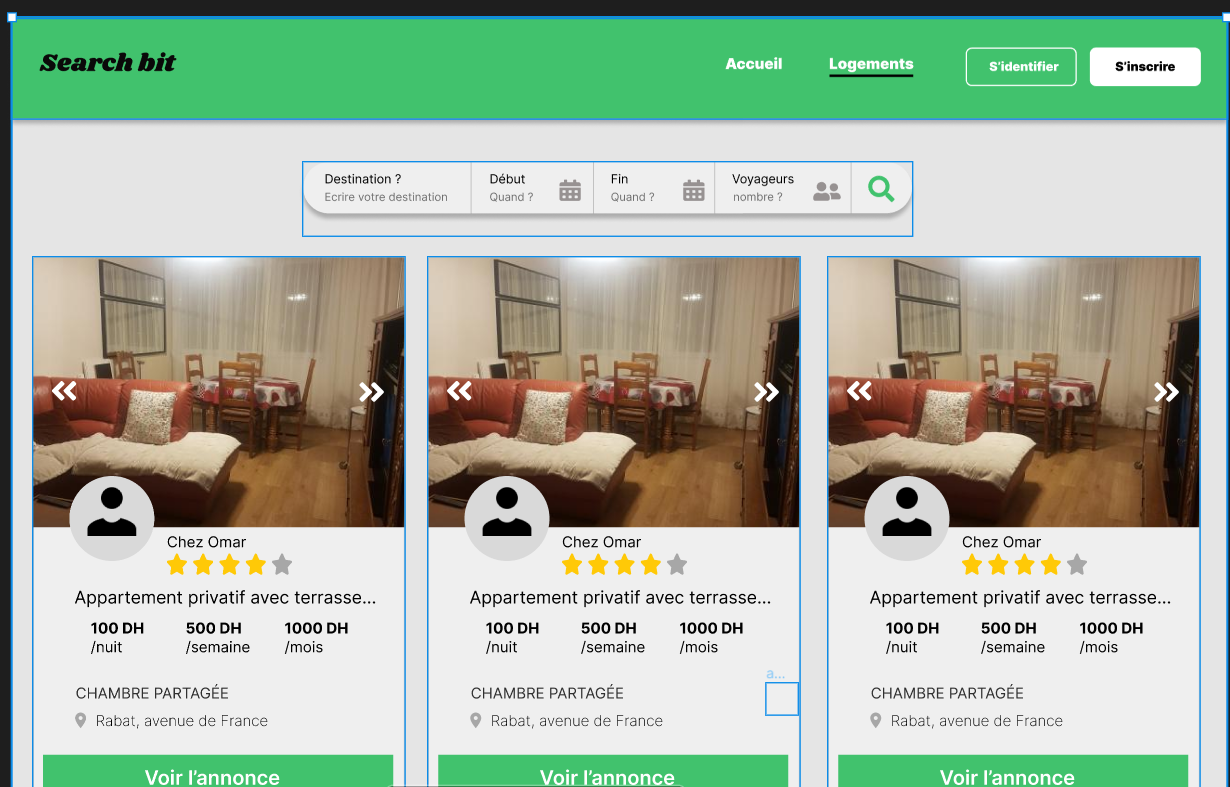 Search bit
Accueil
Logements
S'identifier
S'inscrire
Destination ?
Ecrire votre destination
Début
Quand ?
Fin
Quand ?
Voyageurs
nombre ?
Chez Omar
Appartement privatif avec terrasse...
100 DH
/nuit
500 DH
/semaine
1000 DH
/mois
CHAMBRE PARTAGÉE
Rabat, avenue de France
Voir l'annonce
Chez Omar
Appartement privatif avec terrasse...
100 DH
/nuit
500 DH
/semaine
1000 DH
/mois
a...
CHAMBRE PARTAGÉE
Rabat, avenue de France
Voir l'annonce
Chez Omar
Appartement privatif avec terrasse...
100 DH
/nuit
500 DH
/semaine
1000 DH
/mois
CHAMBRE PARTAGÉE
Rabat, avenue de France
Voir l'annonce